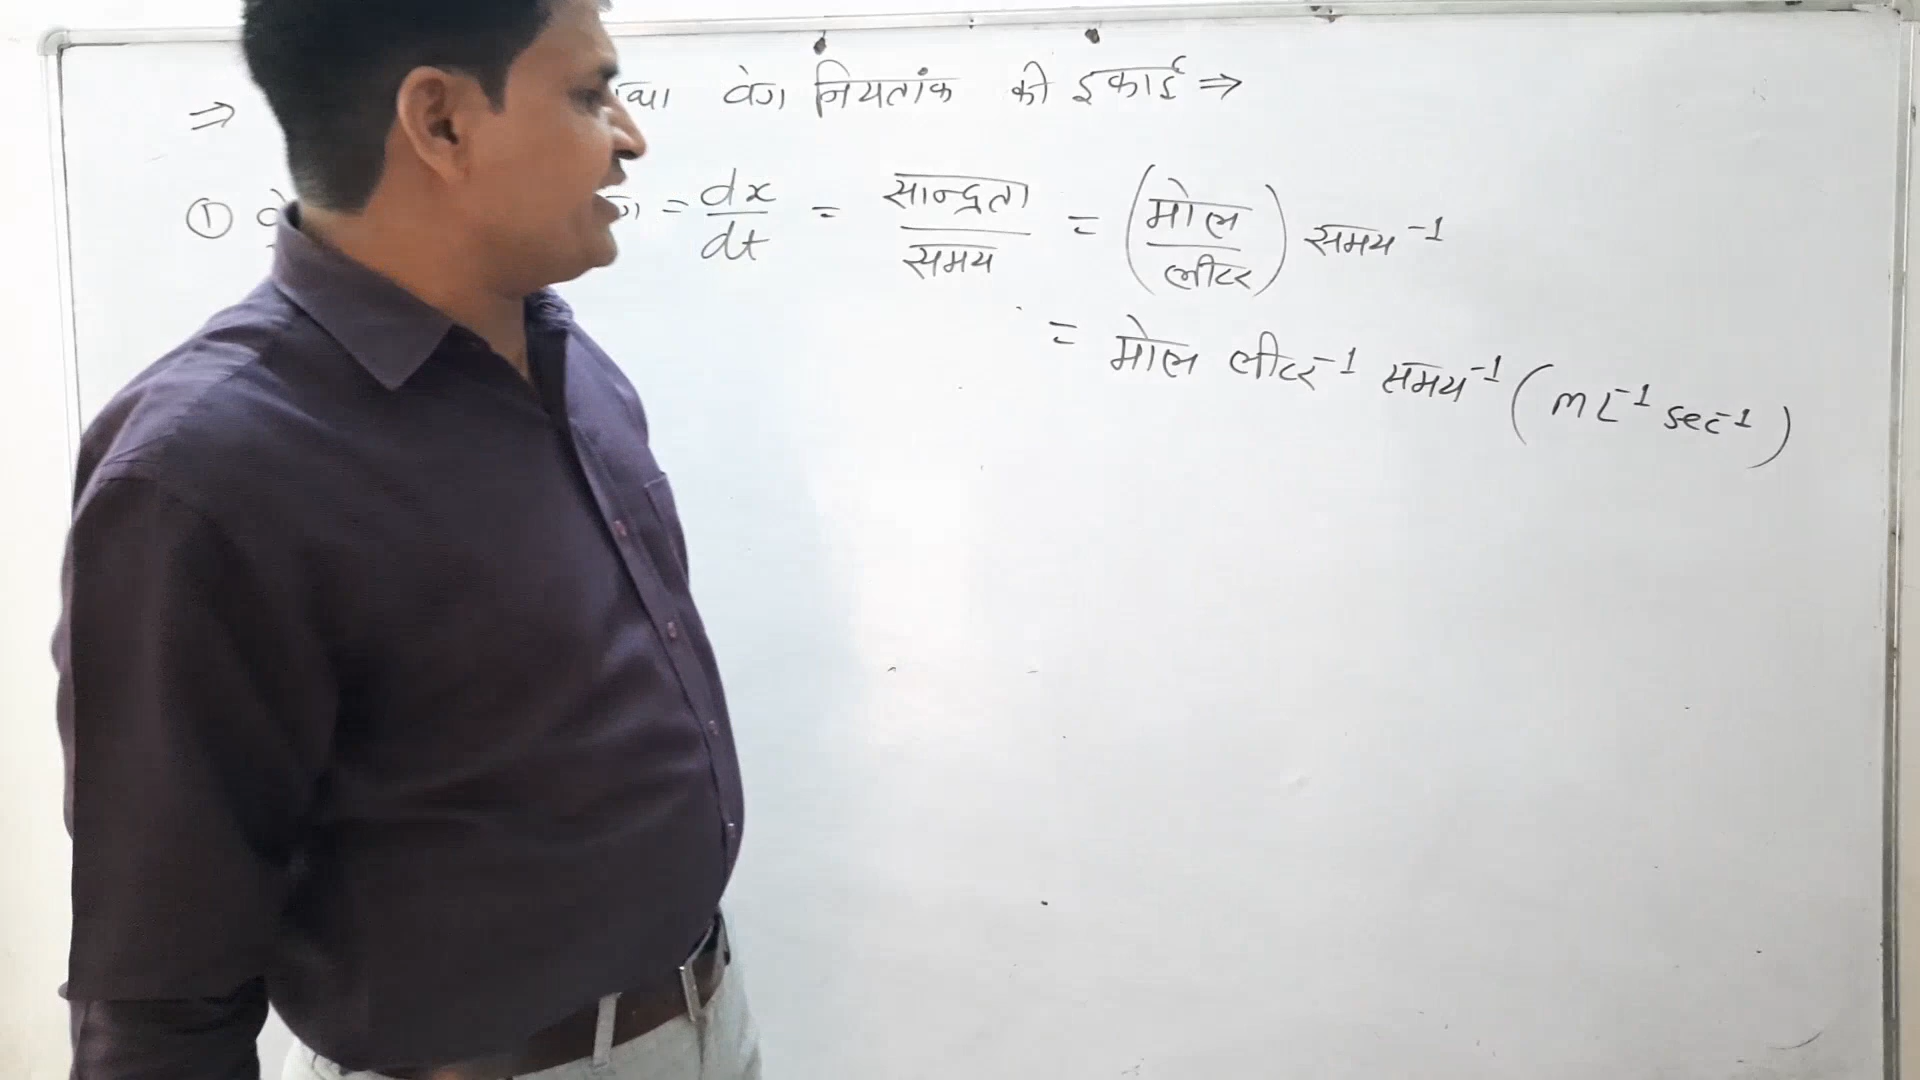 ⇒ वेग नियतांक की इकाई ⇒
① = dx/dt = सान्द्रता/समय = (मोल/लीटर) समय⁻¹
= मोल लीटर⁻¹ समय⁻¹ (mL⁻¹ sec⁻¹)